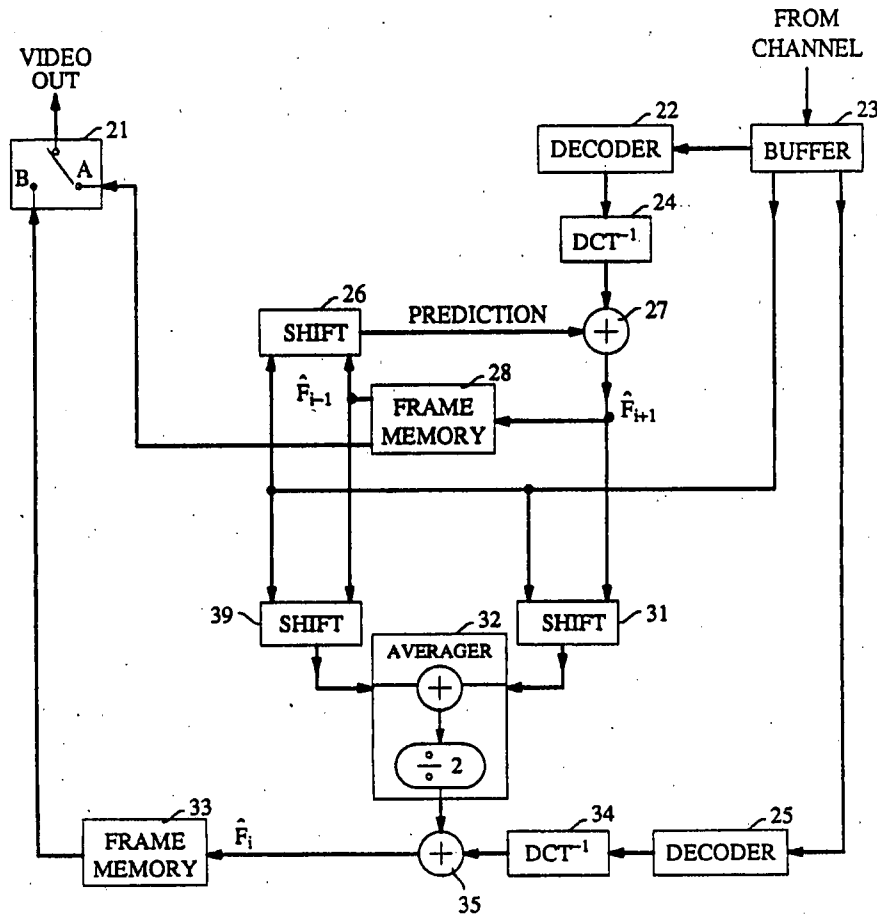 FROM
CHANNEL
VIDEO
OUT
21
22
23
B
A
DECODER
BUFFER
24
DCT⁻¹
26
SHIFT
PREDICTION
+
27
F̂i–1
28
FRAME
MEMORY
F̂i+1
39
SHIFT
32
AVERAGER
SHIFT
31
+
÷ 2
33
FRAME
MEMORY
F̂i
+
35
34
DCT⁻¹
25
DECODER